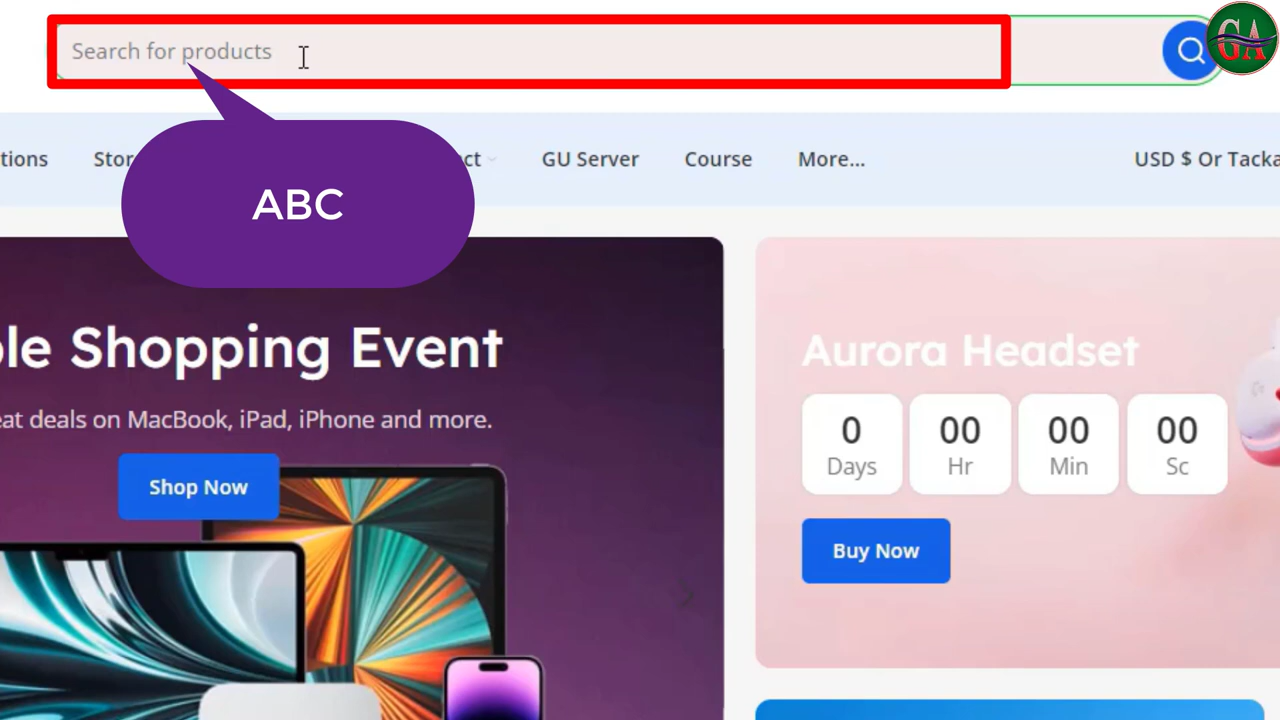 Search for products
GA
tions Stor ct GU Server Course More... USD $ Or Tacka
ABC
ole Shopping Event
eat deals on MacBook, iPad, iPhone and more.
Shop Now
Aurora Headset
0 00 00 00
Days Hr Min Sc
Buy Now